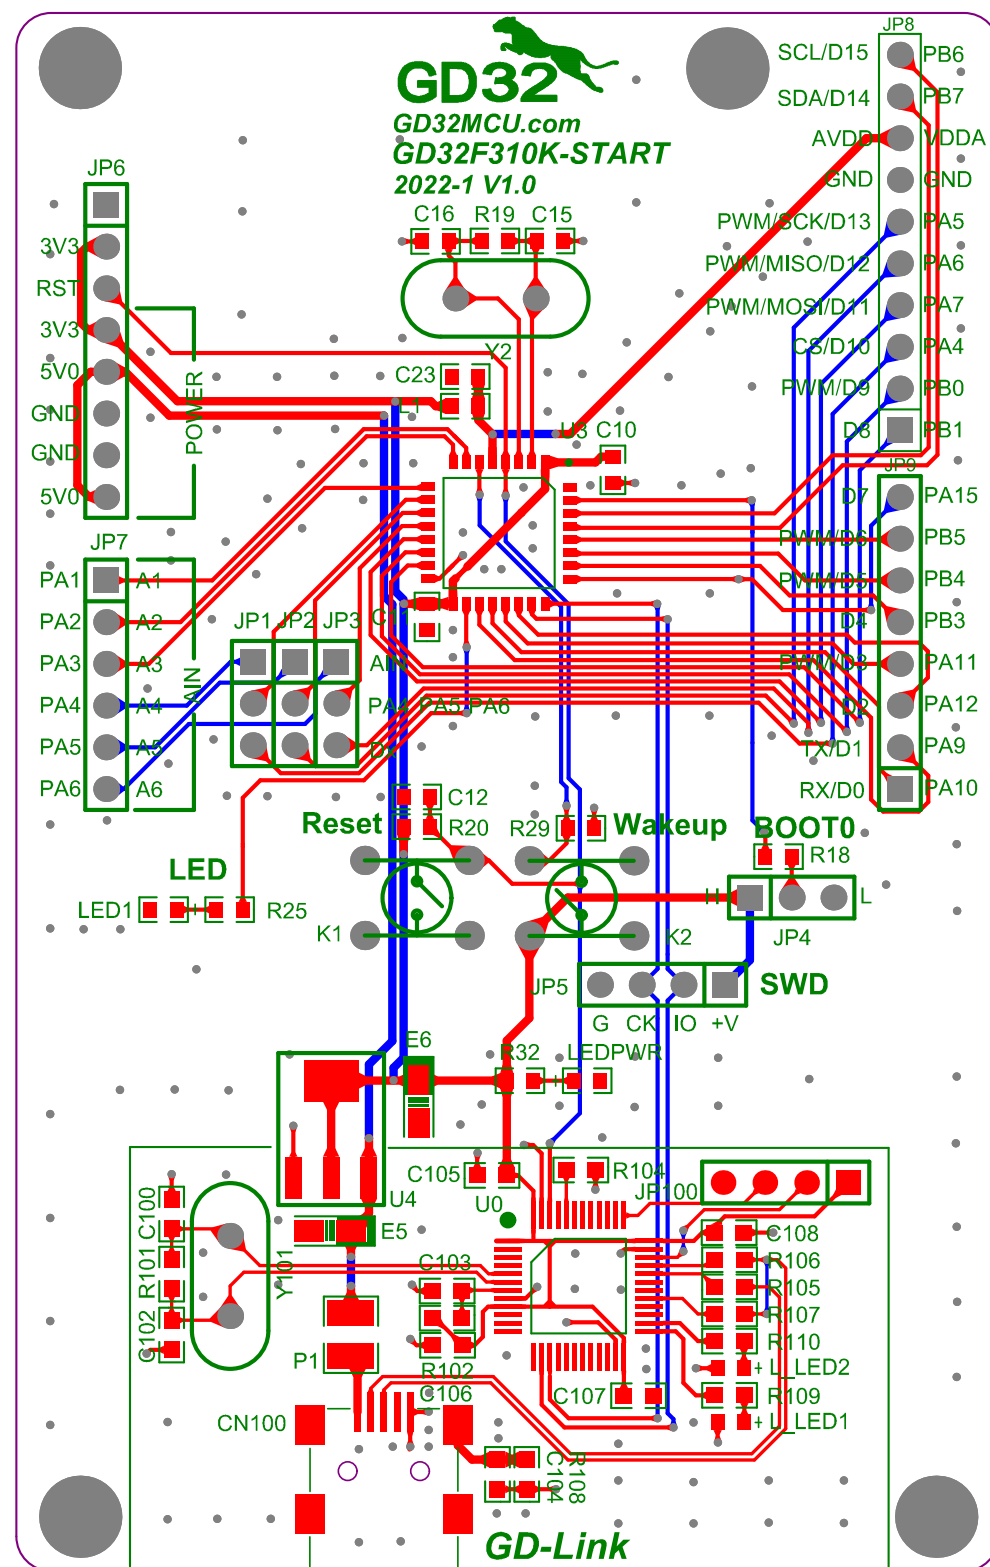 JP8
SCL/D15 PB6
GD32
SDA/D14 PB7
GD32MCU.com
AVDD VDDA
GD32F310K-START
JP6
2022-1 V1.0
GND GND
C16 R19 C15
PWM/SCK/D13 PA5
3V3
PWM/MISO/D12 PA6
RST
PWM/MOSI/D11 PA7
3V3
Y2
CS/D10 PA4
5V0
C23
POWER
PWM/D9 PB0
GND
L1
U3
C10
D8 PB1
GND
JP9
5V0
D7 PA15
JP7
PWM/D6 PB5
PA1 A1
PWM/D5 PB4
PA2 A2
JP1 JP2 JP3
D4 PB3
PA3 A3
AIN
PWM/D3 PA11
PA4 A4
PA4 PA5 PA6
D2 PA12
PA5 A5
TX/D1 PA9
PA6 A6
RX/D0 PA10
C12
Reset
R20
R29
Wakeup
BOOT0
R18
LED
LED1 + R25
H L
K1
K2
JP4
JP5
SWD
G CK IO +V
E6
R32 + LEDPWR
C105
R104
U4
U0
JP100
C100
E5
C108
R101
Y101
C103
R106
R105
C102
R107
P1
R102
R110
+ L_LED2
C106
C107
R109
CN100
+ L_LED1
R108
C104
GD-Link